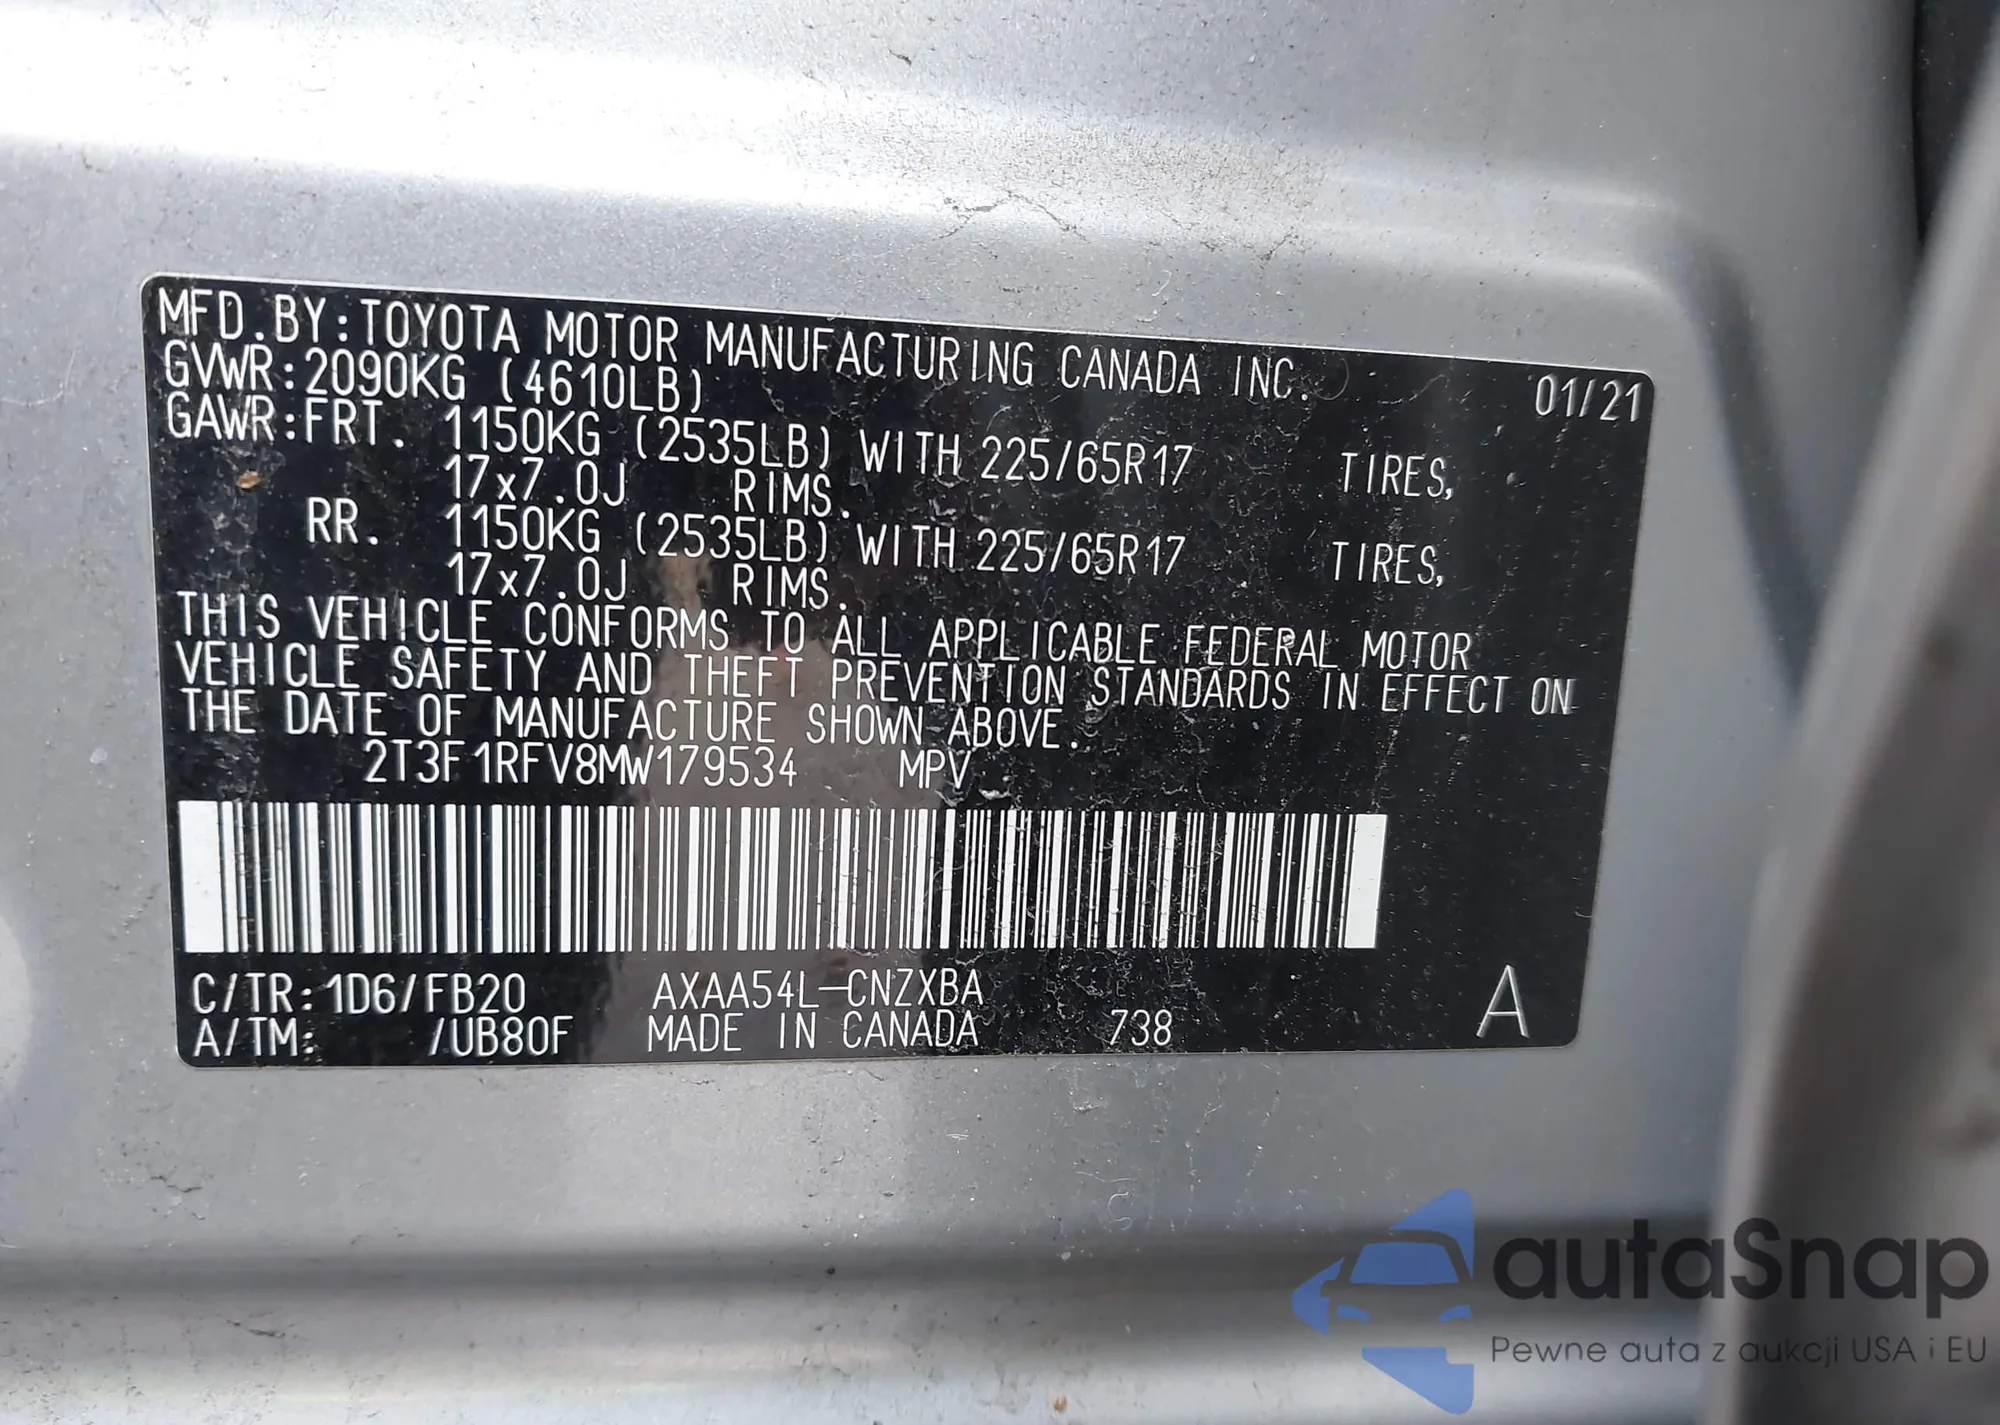 MFD.BY:TOYOTA MOTOR MANUFACTURING CANADA INC. 01/21
GVWR:2090KG (4610LB)
GAWR:FRT. 1150KG (2535LB) WITH 225/65R17 TIRES,
17x7.0J RIMS.
RR. 1150KG (2535LB) WITH 225/65R17 TIRES,
17x7.0J RIMS.
THIS VEHICLE CONFORMS TO ALL APPLICABLE FEDERAL MOTOR
VEHICLE SAFETY AND THEFT PREVENTION STANDARDS IN EFFECT ON
THE DATE OF MANUFACTURE SHOWN ABOVE.
2T3F1RFV8MW179534 MPV
C/TR:1D6/FB20 AXAA54L-CNZXBA
A/TM: /UB80F MADE IN CANADA 738 A
autaSnap
Pewne auta z aukcji USA i EU